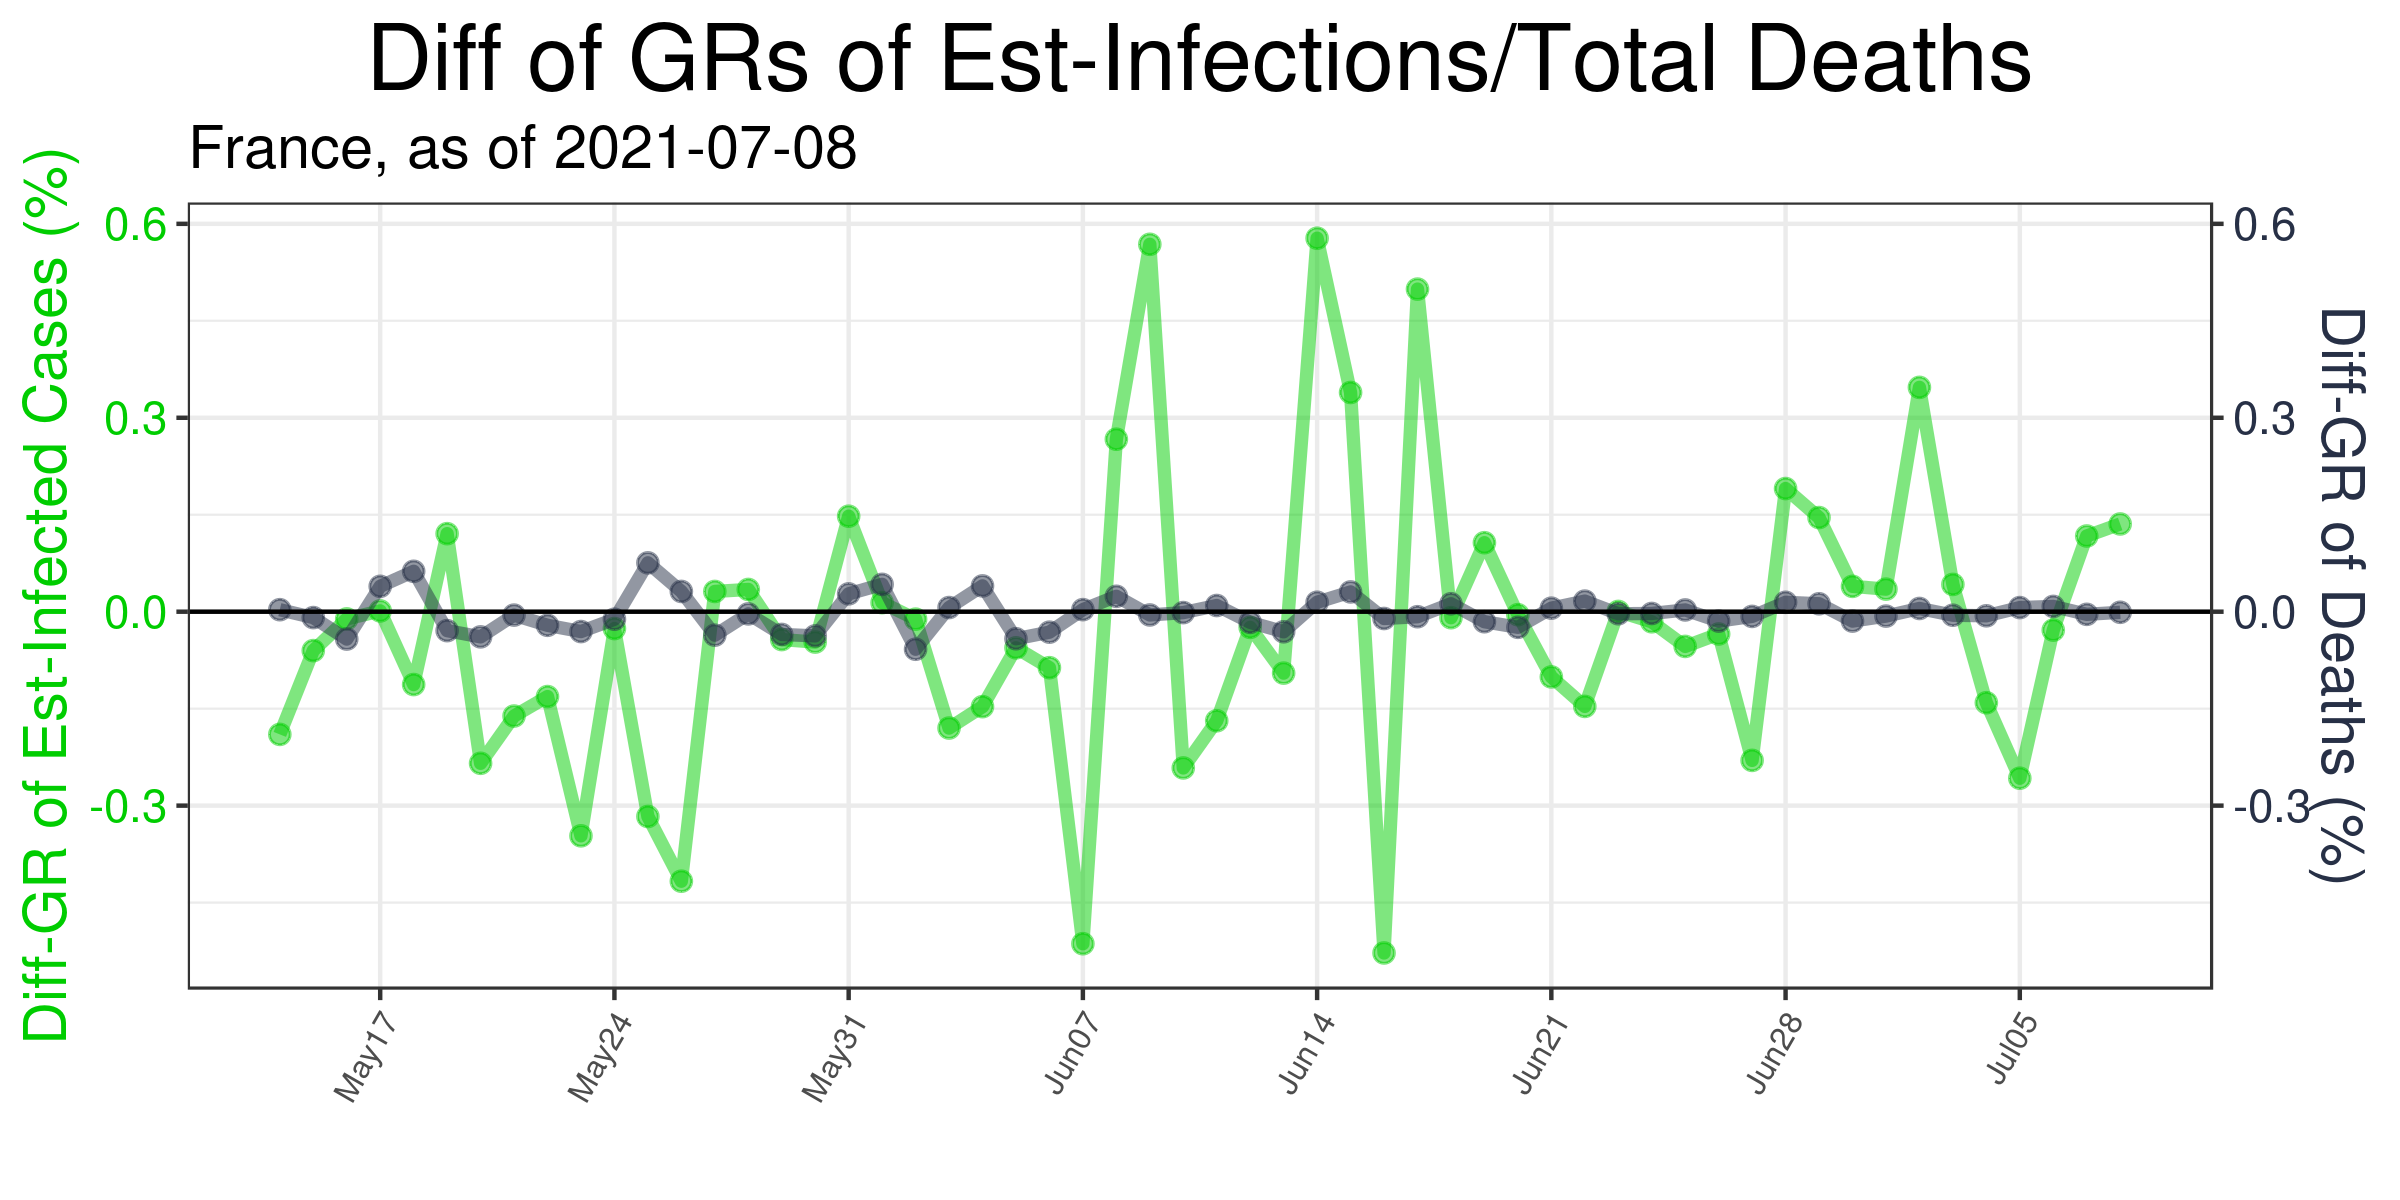 Diff of GRs of Est-Infections/Total Deaths
France, as of 2021-07-08
Diff-GR of Est-Infected Cases (%)
0.6
0.3
0.0
-0.3
0.6
0.3
0.0
-0.3
Diff-GR of Deaths (%)
May17
May24
May31
Jun07
Jun14
Jun21
Jun28
Jul05